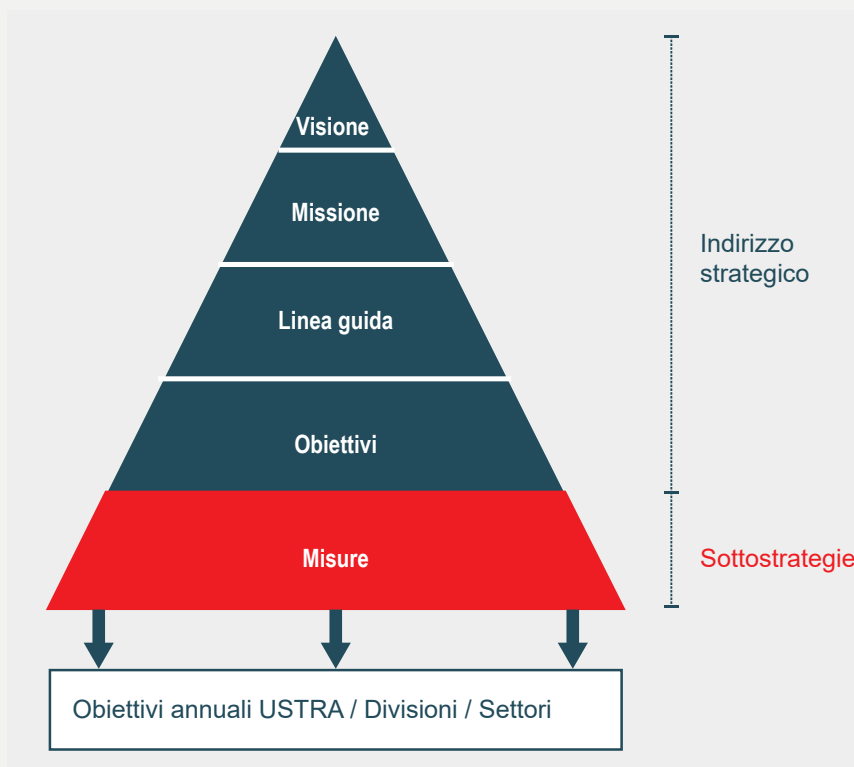 Visione
Missione
Indirizzo
strategico
Linea guida
Obiettivi
Misure
Sottostrategie
Obiettivi annuali USTRA / Divisioni / Settori